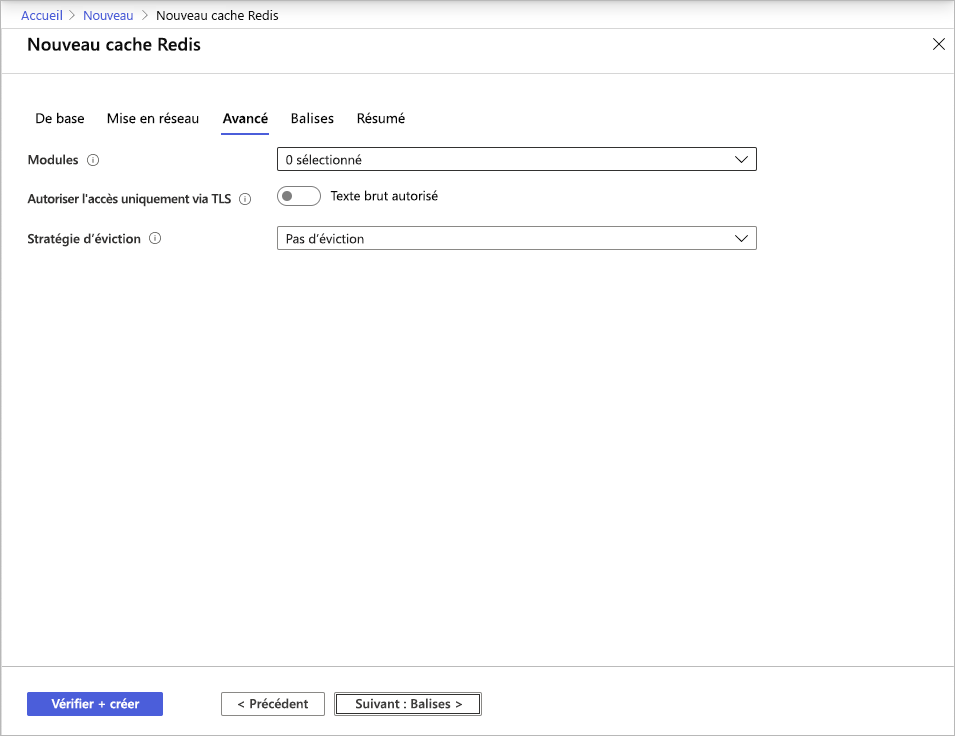 Accueil > Nouveau > Nouveau cache Redis
Nouveau cache Redis
De base Mise en réseau Avancé Balises Résumé
Modules 0 sélectionné
Autoriser l'accès uniquement via TLS Texte brut autorisé
Stratégie d’éviction Pas d’éviction
Vérifier + créer < Précédent Suivant : Balises >